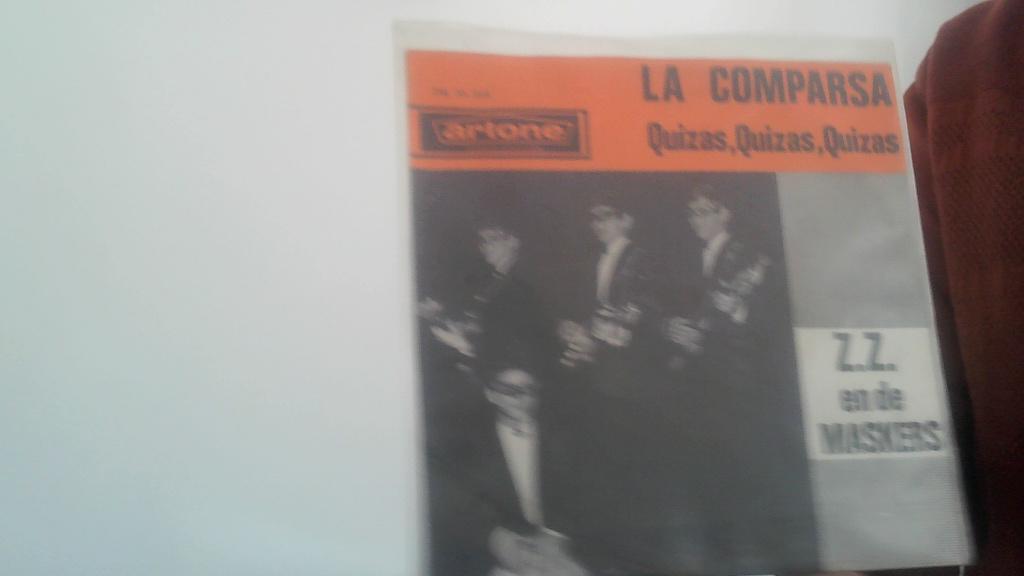 LA COMPARSA
artone
Quizas, Quizas, Quizas
Z.Z.
en de
MASKERS